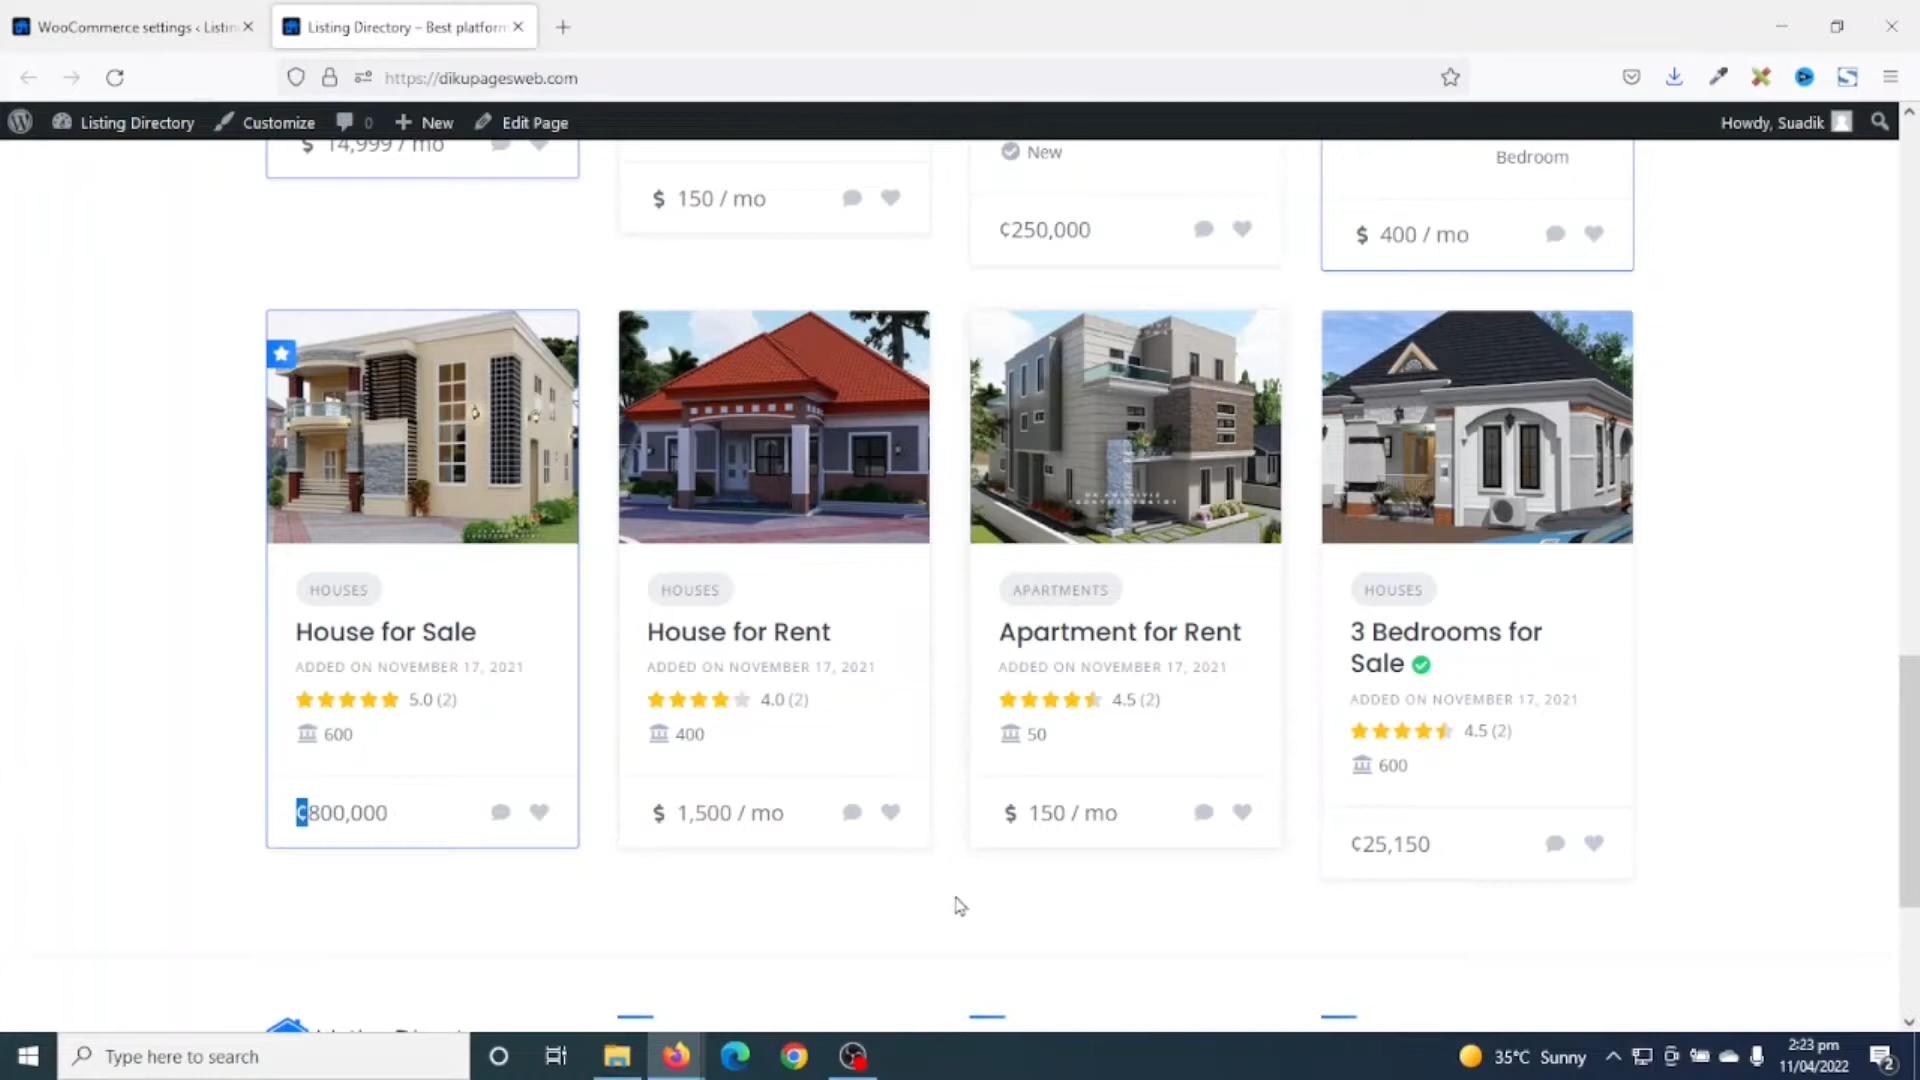 WooCommerce settings ‹ Listin
Listing Directory – Best platform
https://dikupagesweb.com
Listing Directory
Customize
0
New
Edit Page
Howdy, Suadik
$ 14,999 / mo
$ 150 / mo
New
¢250,000
Bedroom
$ 400 / mo
HOUSES
House for Sale
ADDED ON NOVEMBER 17, 2021
5.0 (2)
600
¢800,000
HOUSES
House for Rent
ADDED ON NOVEMBER 17, 2021
4.0 (2)
400
$ 1,500 / mo
APARTMENTS
Apartment for Rent
ADDED ON NOVEMBER 17, 2021
4.5 (2)
50
$ 150 / mo
HOUSES
3 Bedrooms for
Sale
ADDED ON NOVEMBER 17, 2021
4.5 (2)
600
¢25,150
Type here to search
35°C Sunny
2:23 pm
11/04/2022
2